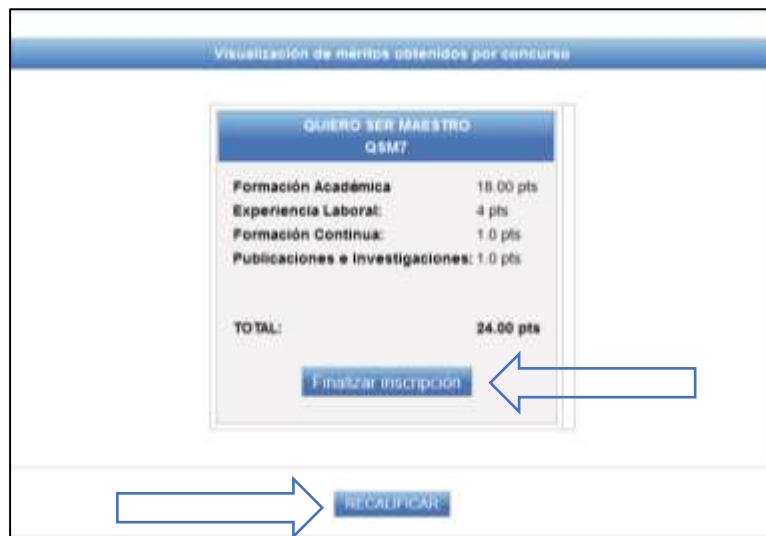 Visualización de méritos obtenidos por concurso
QUIERO SER MAESTRO
QSM7
Formación Académica 18.00 pts
Experiencia Laboral: 4 pts
Formación Continua: 1.0 pts
Publicaciones e Investigaciones: 1.0 pts
TOTAL: 24.00 pts
Finalizar inscripción
RECALIFICAR